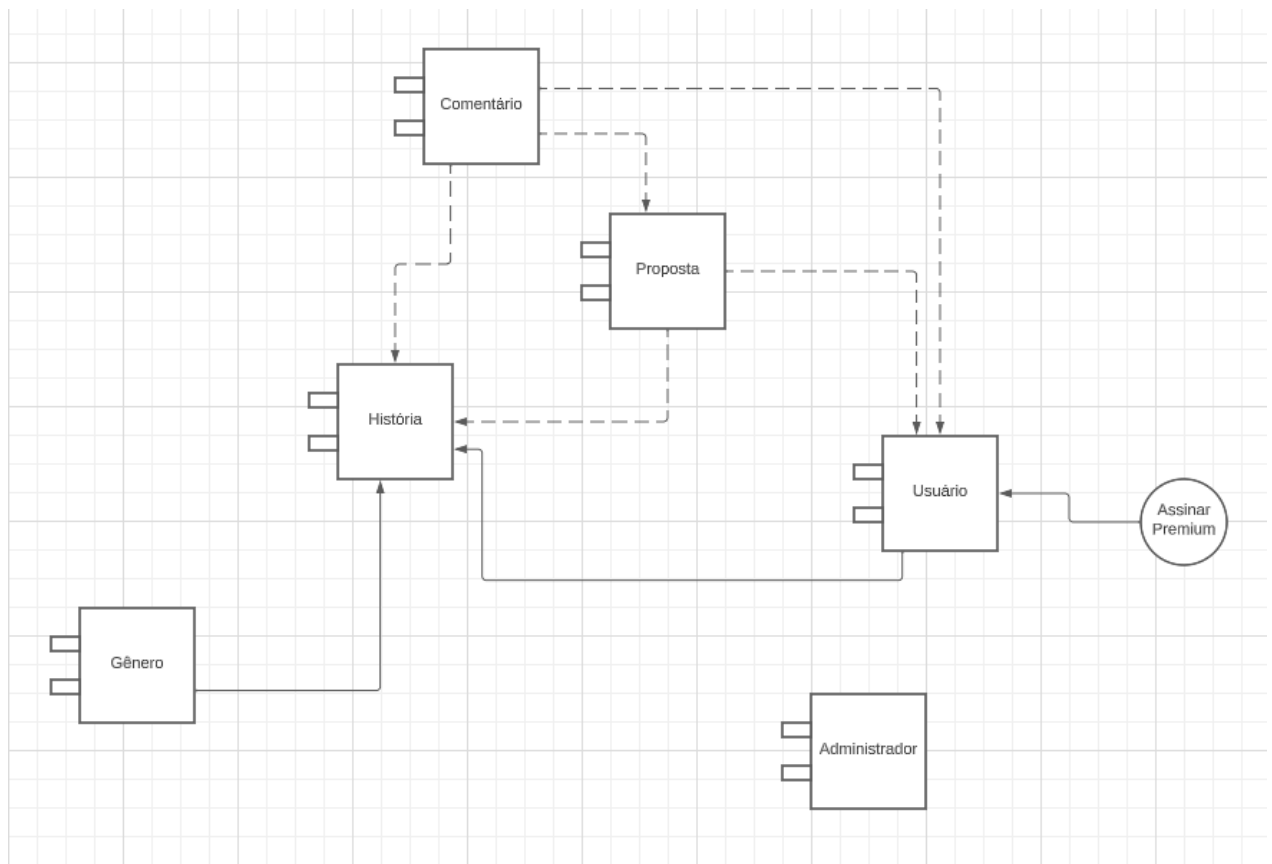 Comentário
Proposta
História
Usuário
Assinar
Premium
Gênero
Administrador